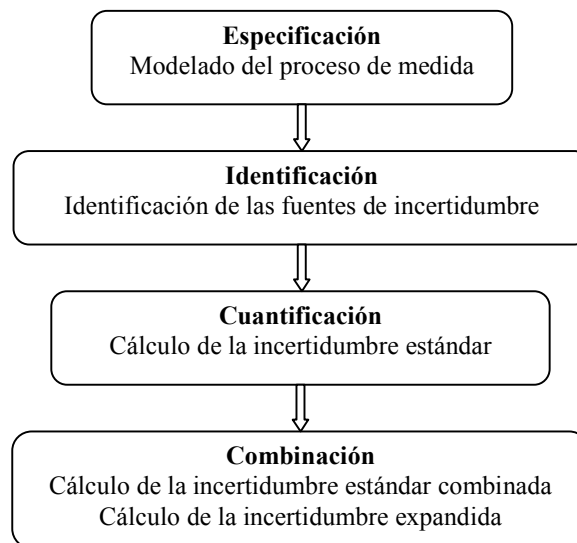 Especificación
Modelado del proceso de medida
Identificación
Identificación de las fuentes de incertidumbre
Cuantificación
Cálculo de la incertidumbre estándar
Combinación
Cálculo de la incertidumbre estándar combinada
Cálculo de la incertidumbre expandida